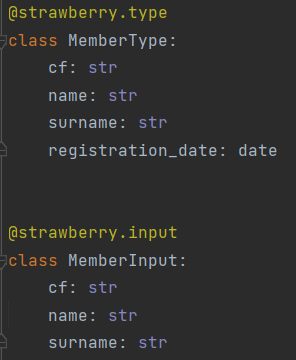 @strawberry.type
class MemberType:
    cf: str
    name: str
    surname: str
    registration_date: date
@strawberry.input
class MemberInput:
    cf: str
    name: str
    surname: str